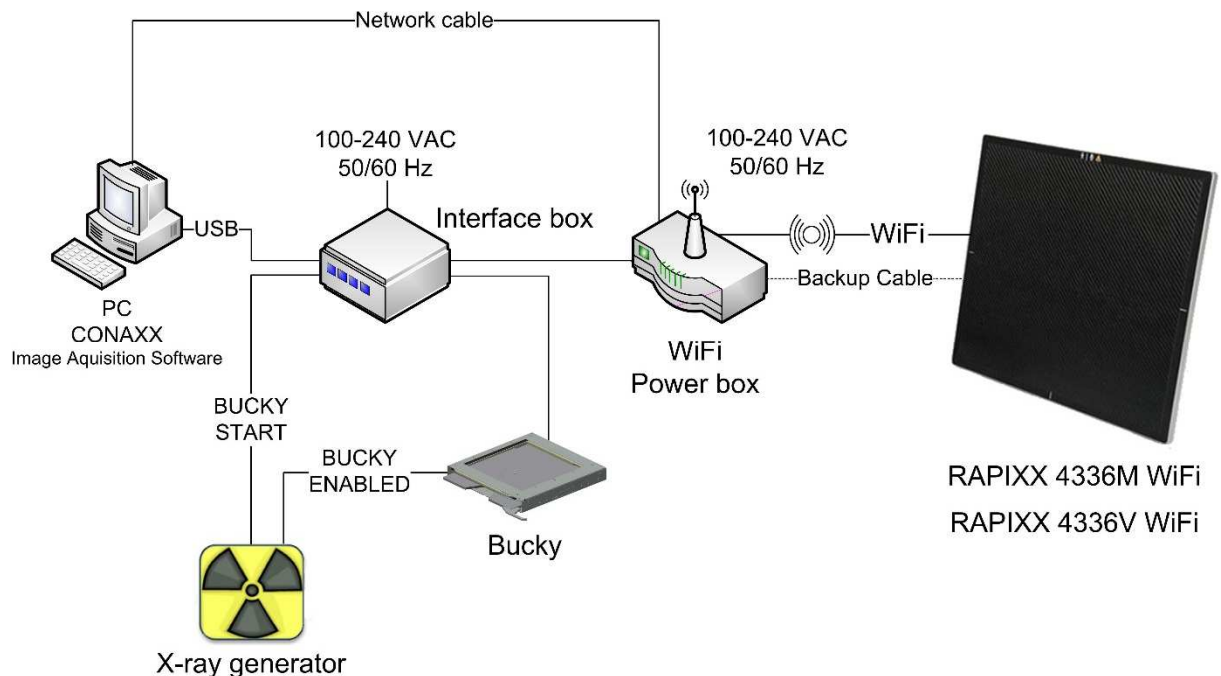 Network cable
100-240 VAC
50/60 Hz
100-240 VAC
50/60 Hz
Interface box
USB
WiFi
Backup Cable
PC
CONAXX
Image Aquisition Software
WiFi
Power box
BUCKY
START
BUCKY
ENABLED
Bucky
RAPIXX 4336M WiFi
RAPIXX 4336V WiFi
X-ray generator